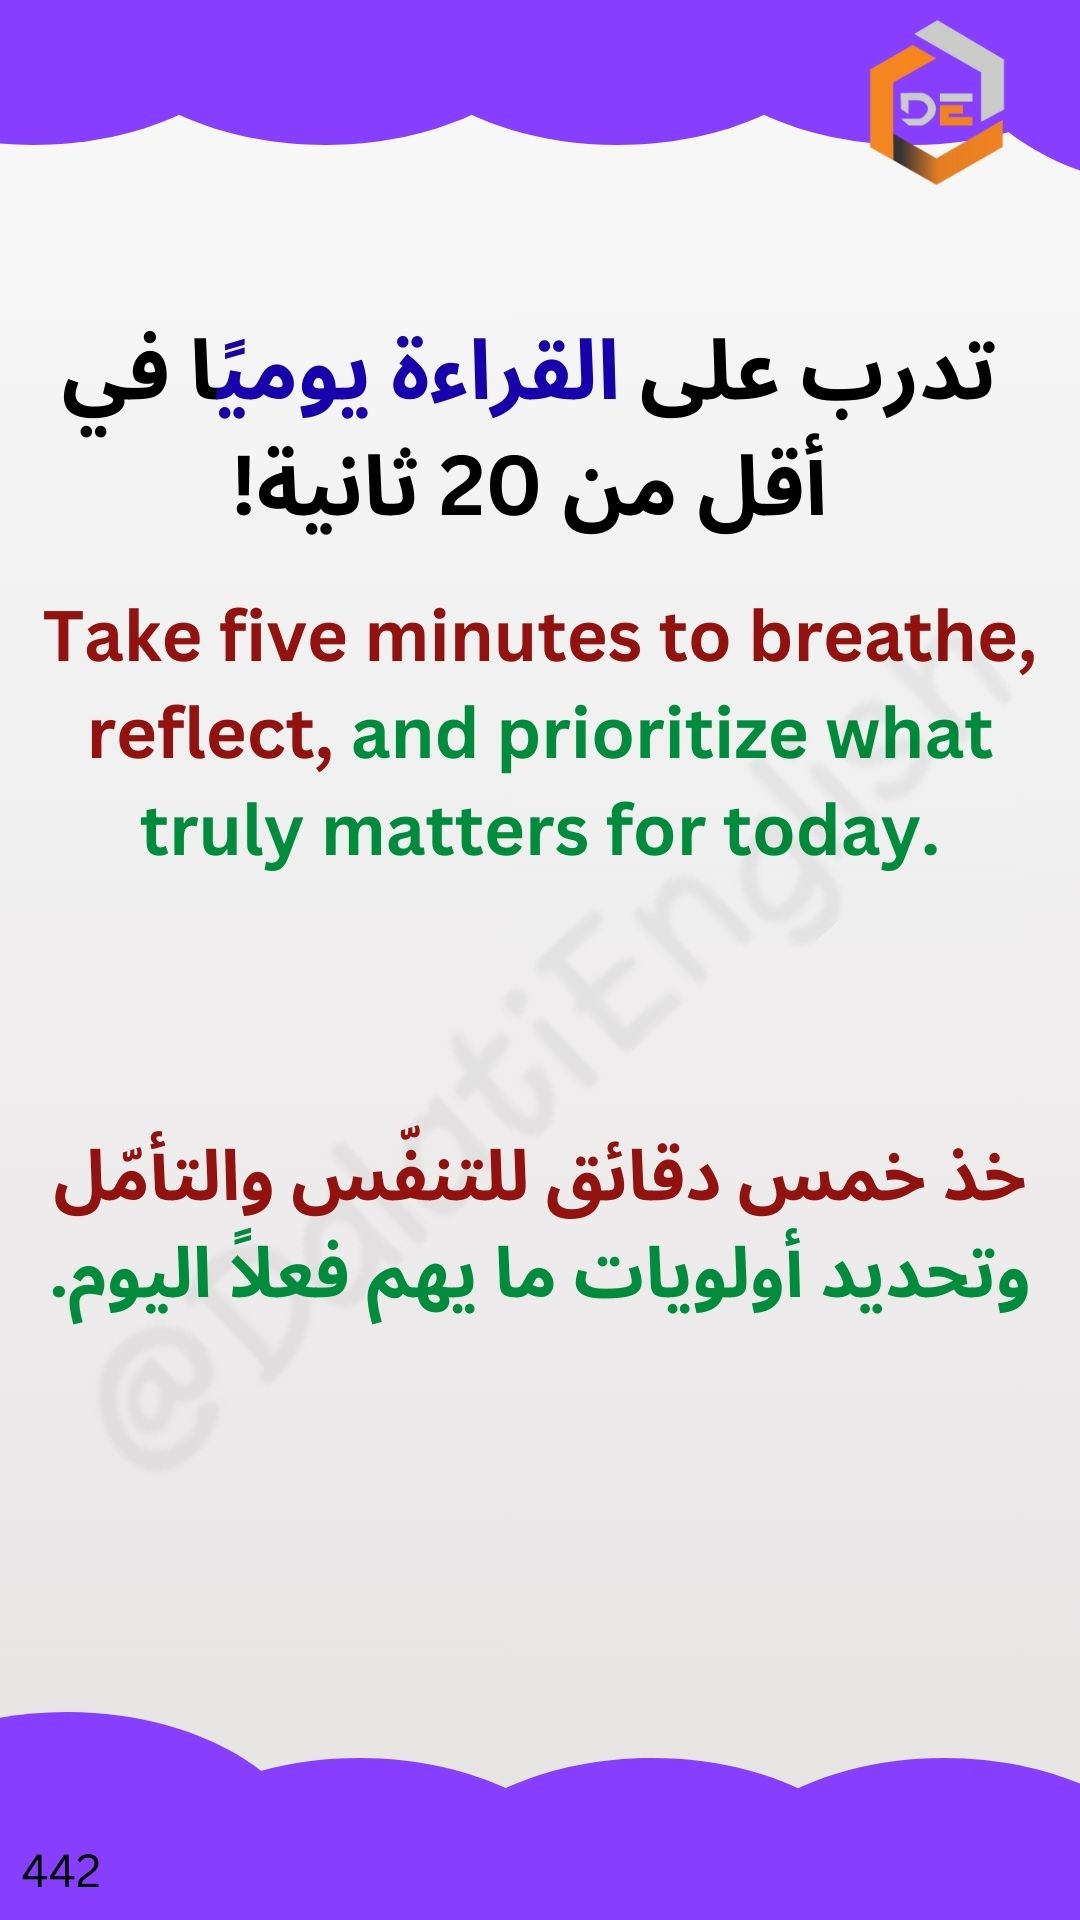 DE
تدرب على القراءة يوميًا في
أقل من 20 ثانية!
Take five minutes to breathe,
reflect, and prioritize what
truly matters for today.
@DalatiEnglish
خذ خمس دقائق للتنفّس والتأمّل
وتحديد أولويات ما يهم فعلاً اليوم.
442